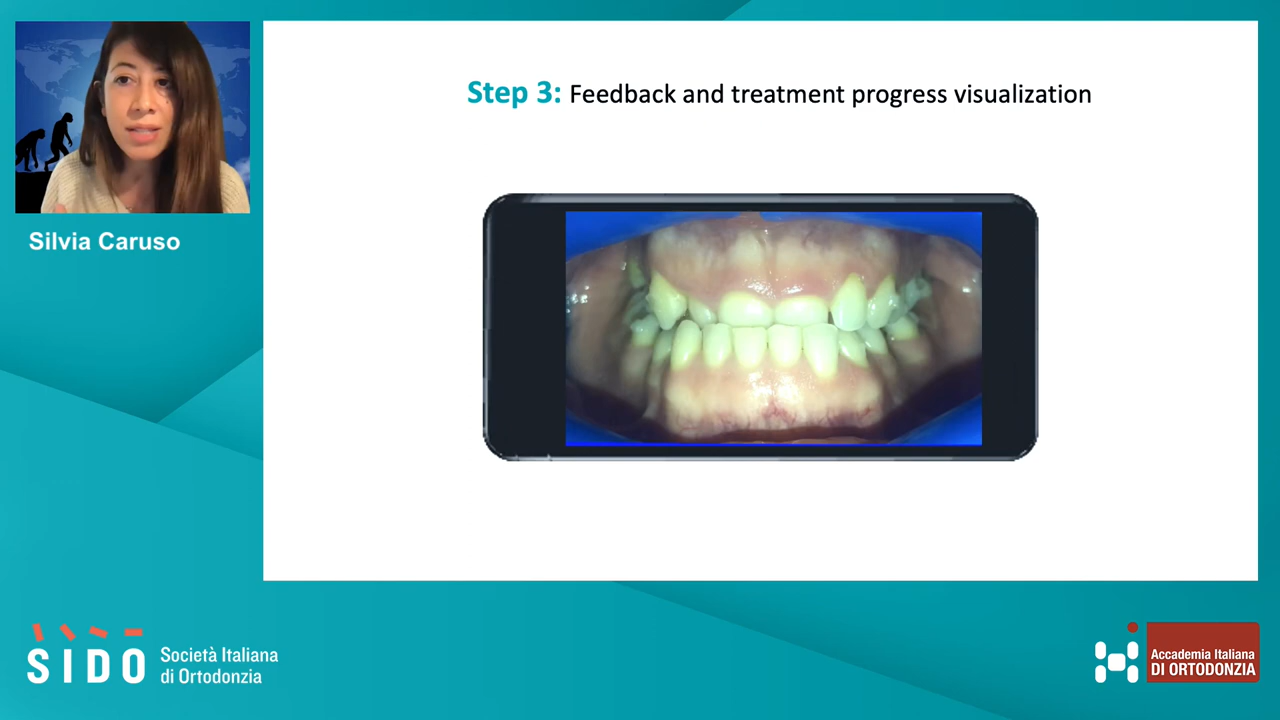 Step 3: Feedback and treatment progress visualization
Silvia Caruso
SIDO
Società Italiana
di Ortodonzia
Accademia Italiana
DI ORTODONZIA